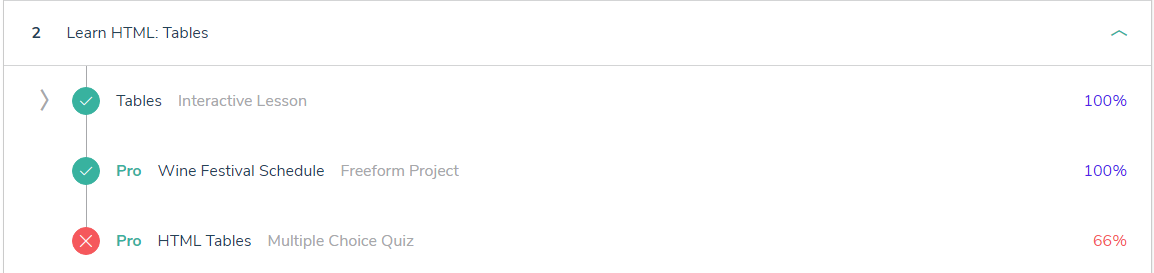 2 Learn HTML: Tables
Tables Interactive Lesson 100%
Pro Wine Festival Schedule Freeform Project 100%
Pro HTML Tables Multiple Choice Quiz 66%